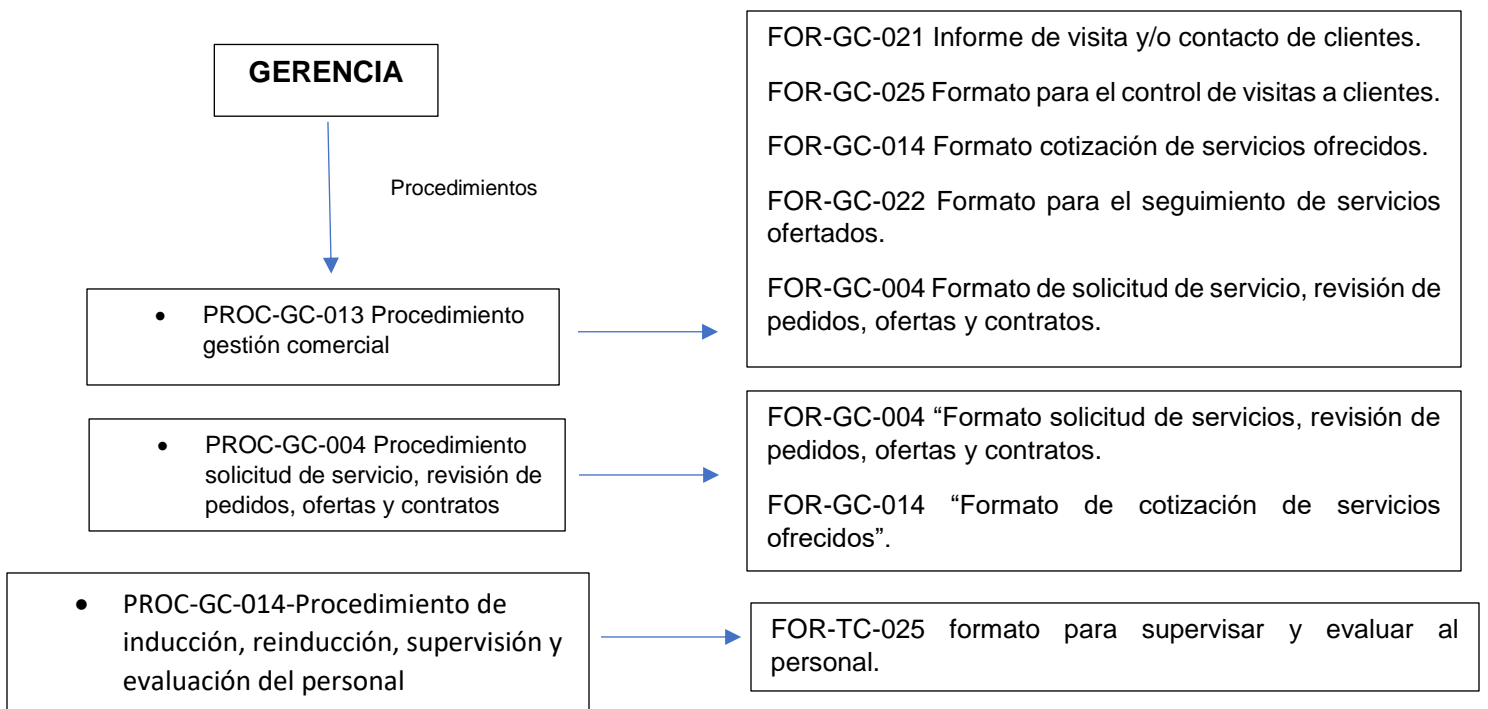 GERENCIA
Procedimientos
• PROC-GC-013 Procedimiento
gestión comercial
FOR-GC-021 Informe de visita y/o contacto de clientes.
FOR-GC-025 Formato para el control de visitas a clientes.
FOR-GC-014 Formato cotización de servicios ofrecidos.
FOR-GC-022 Formato para el seguimiento de servicios
ofertados.
FOR-GC-004 Formato de solicitud de servicio, revisión de
pedidos, ofertas y contratos.
• PROC-GC-004 Procedimiento
solicitud de servicio, revisión de
pedidos, ofertas y contratos
FOR-GC-004 “Formato solicitud de servicios, revisión de
pedidos, ofertas y contratos.
FOR-GC-014 “Formato de cotización de servicios
ofrecidos”.
• PROC-GC-014-Procedimiento de
inducción, reinducción, supervisión y
evaluación del personal
FOR-TC-025 formato para supervisar y evaluar al
personal.